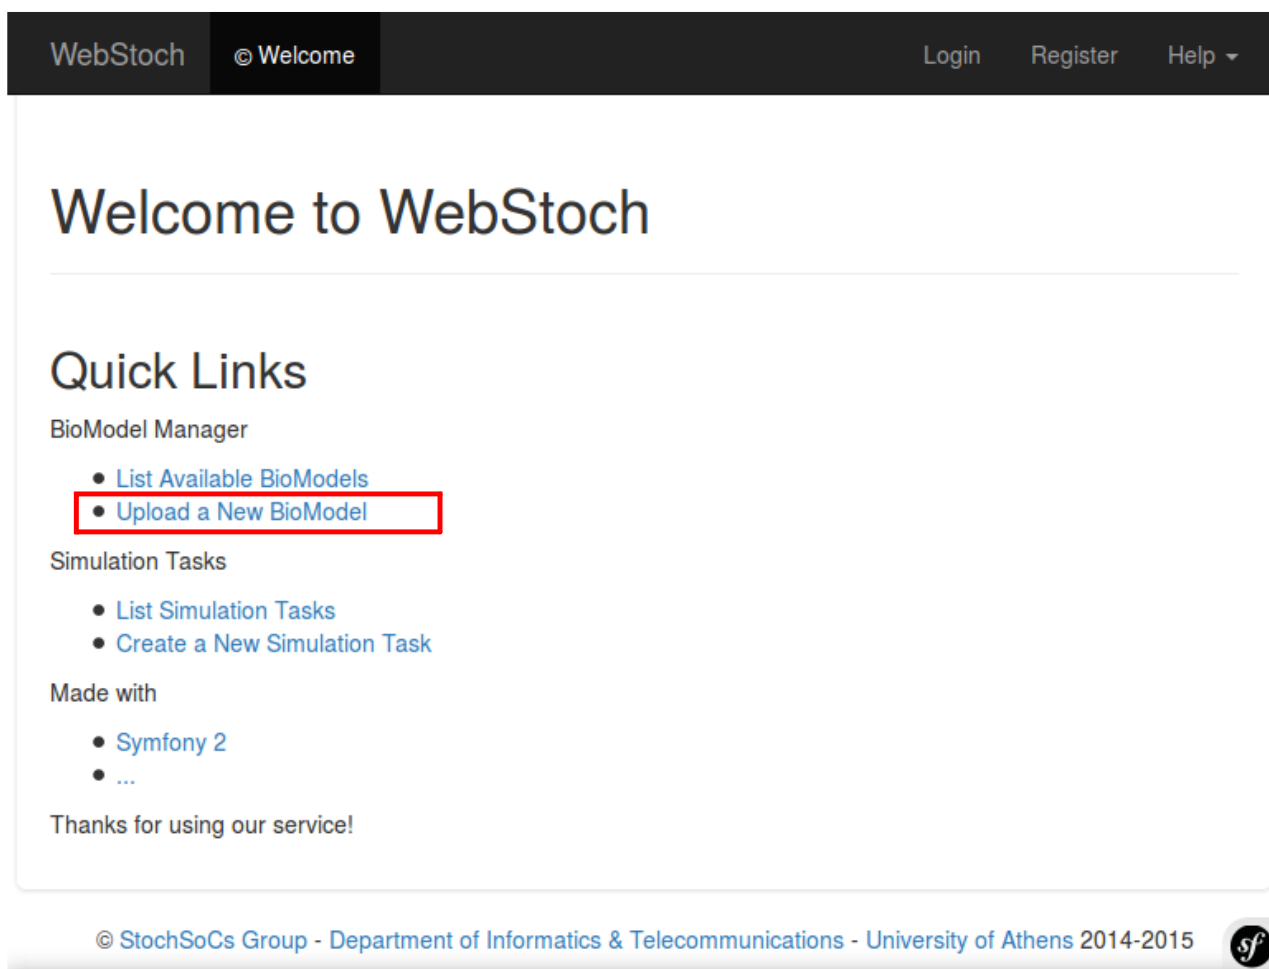 WebStoch © Welcome Login Register Help
Welcome to WebStoch
Quick Links
BioModel Manager
List Available BioModels
Upload a New BioModel
Simulation Tasks
List Simulation Tasks
Create a New Simulation Task
Made with
Symfony 2
...
Thanks for using our service!
© StochSoCs Group - Department of Informatics & Telecommunications - University of Athens 2014-2015
sf